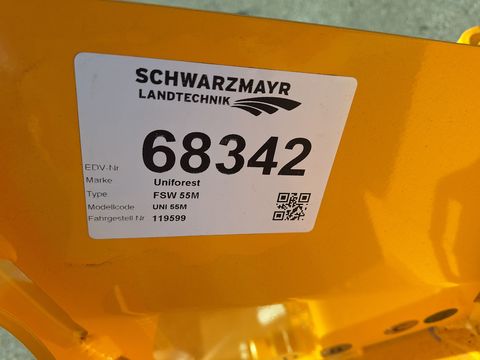 SCHWARZMAYR
LANDTECHNIK
EDV-Nr 68342
Marke Uniforest
Type FSW 55M
Modellcode UNI 55M
Fahrgestell Nr 119599